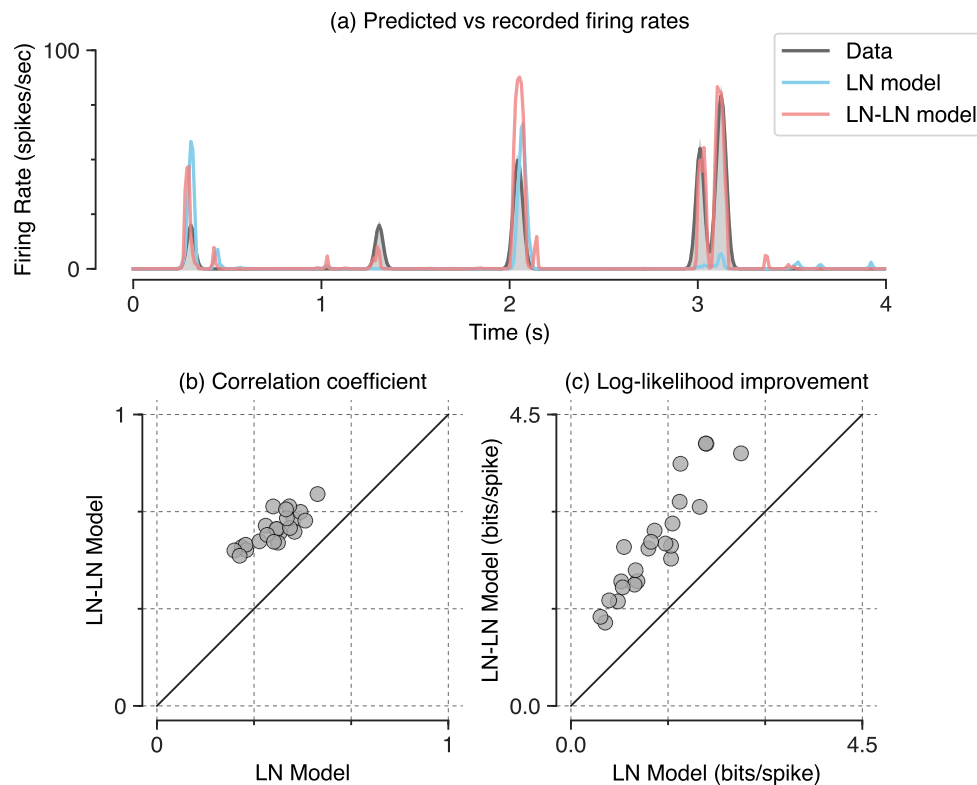 (a) Predicted vs recorded firing rates
100
0
Firing Rate (spikes/sec)
Data
LN model
LN-LN model
0
1
2
3
4
Time (s)
(b) Correlation coefficient
1
0
LN-LN Model
0
1
LN Model
(c) Log-likelihood improvement
4.5
0.0
LN-LN Model (bits/spike)
0.0
4.5
LN Model (bits/spike)